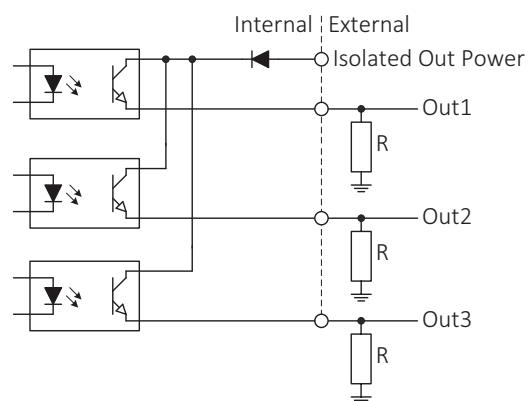 Internal External
Isolated Out Power
Out1
R
Out2
R
Out3
R